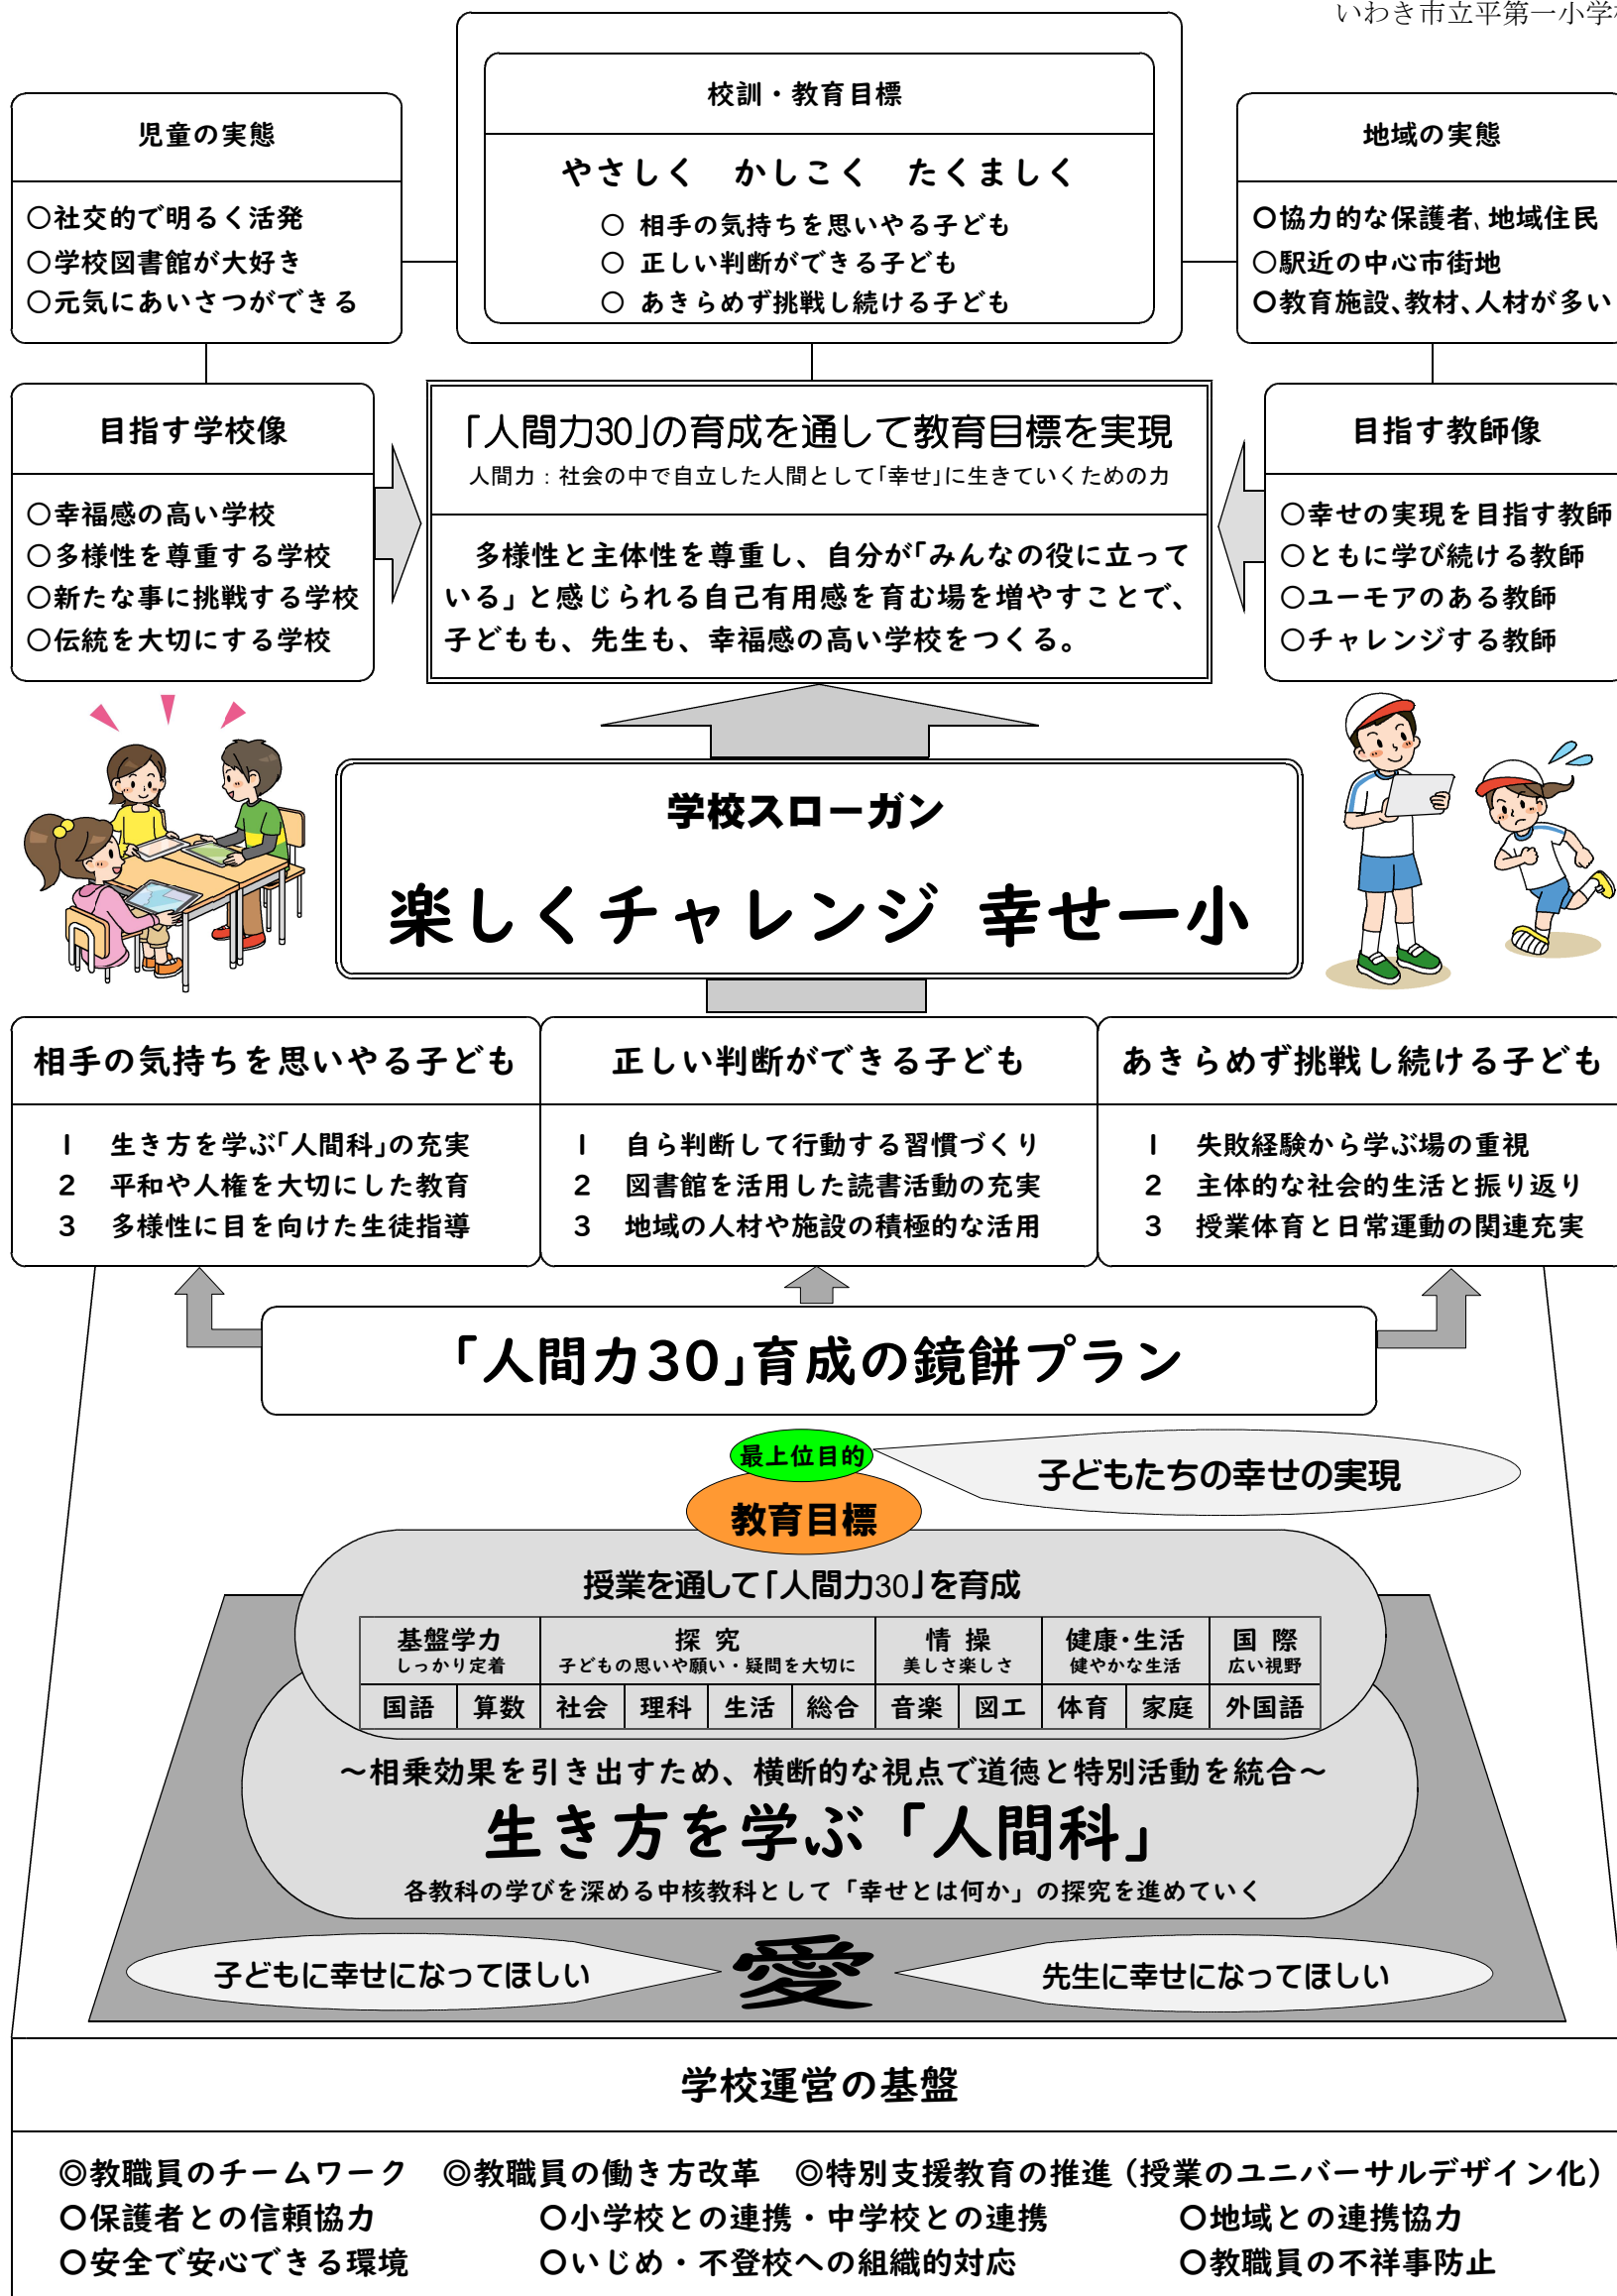 いわき市立平第一小学校
校訓・教育目標
やさしく　かしこく　たくましく
○ 相手の気持ちを思いやる子ども
○ 正しい判断ができる子ども
○ あきらめず挑戦し続ける子ども
児童の実態
○社交的で明るく活発
○学校図書館が大好き
○元気にあいさつができる
地域の実態
○協力的な保護者、地域住民
○駅近の中心市街地
○教育施設、教材、人材が多い
目指す学校像
○幸福感の高い学校
○多様性を尊重する学校
○新たな事に挑戦する学校
○伝統を大切にする学校
「人間力30」の育成を通して教育目標を実現
人間力：社会の中で自立した人間として「幸せ」に生きていくための力
多様性と主体性を尊重し、自分が「みんなの役に立って
いる」と感じられる自己有用感を育む場を増やすことで、
子どもも、先生も、幸福感の高い学校をつくる。
目指す教師像
○幸せの実現を目指す教師
○ともに学び続ける教師
○ユーモアのある教師
○チャレンジする教師
学校スローガン
楽しくチャレンジ 幸せ一小
相手の気持ちを思いやる子ども
1　生き方を学ぶ「人間科」の充実
2　平和や人権を大切にした教育
3　多様性に目を向けた生徒指導
正しい判断ができる子ども
1　自ら判断して行動する習慣づくり
2　図書館を活用した読書活動の充実
3　地域の人材や施設の積極的な活用
あきらめず挑戦し続ける子ども
1　失敗経験から学ぶ場の重視
2　主体的な社会的生活と振り返り
3　授業体育と日常運動の関連充実
「人間力30」育成の鏡餅プラン
最上位目的
子どもたちの幸せの実現
教育目標
授業を通して「人間力30」を育成
基盤学力 探 究 情 操 健康・生活 国 際
しっかり定着 子どもの思いや願い・疑問を大切に 美しさ楽しさ 健やかな生活 広い視野
国語 算数 社会 理科 生活 総合 音楽 図工 体育 家庭 外国語
～相乗効果を引き出すため、横断的な視点で道徳と特別活動を統合～
生き方を学ぶ「人間科」
各教科の学びを深める中核教科として「幸せとは何か」の探究を進めていく
子どもに幸せになってほしい
愛
先生に幸せになってほしい
学校運営の基盤
◎教職員のチームワーク ◎教職員の働き方改革 ◎特別支援教育の推進（授業のユニバーサルデザイン化）
○保護者との信頼協力 ○小学校との連携・中学校との連携 ○地域との連携協力
○安全で安心できる環境 ○いじめ・不登校への組織的対応 ○教職員の不祥事防止